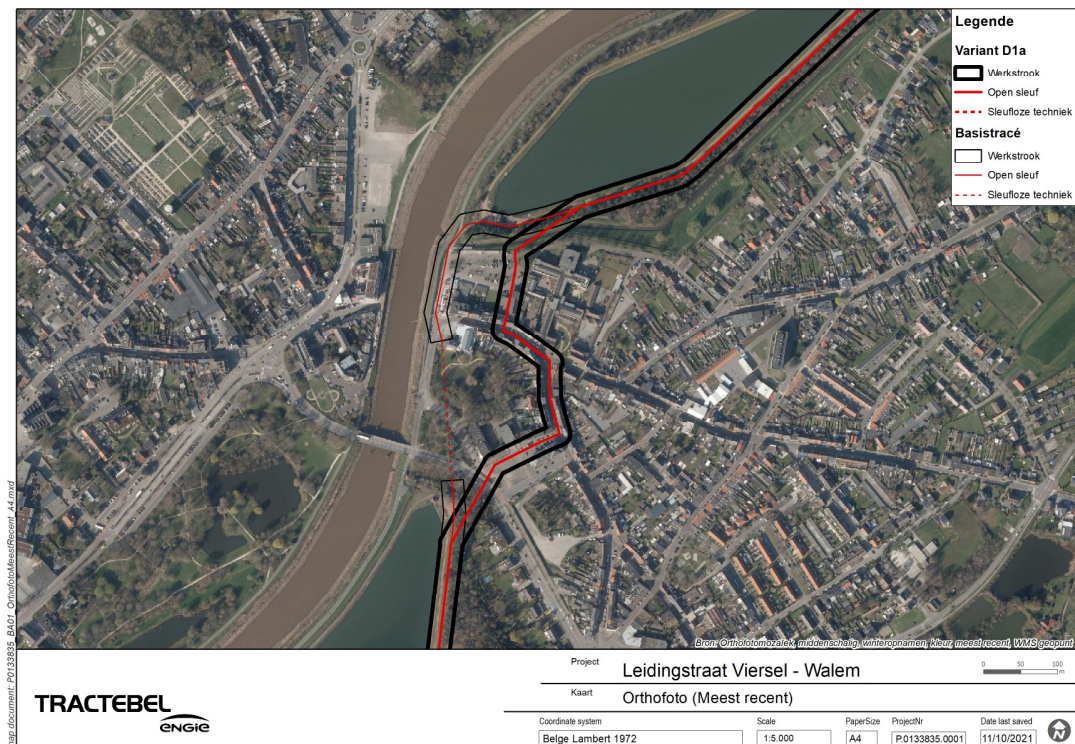 Legende
Variant D1a
Werkstrook
Open sleuf
Sleufloze techniek
Basistracé
Werkstrook
Open sleuf
Sleufloze techniek
Bron: Orthofotomozaïek, middenschalig, winteropnamen, kleur, meest recent, WMS geopunt
map document: P0133835_BA01_OrthofotoMeestRecent_A4.mxd
TRACTEBEL
ENGIE
Project Leidingstraat Viersel - Walem
0 50 100
m
Kaart Orthofoto (Meest recent)
Coordinate system Scale PaperSize ProjectNr Date last saved
Belge Lambert 1972 1:5.000 A4 P.0133835.0001 11/10/2021